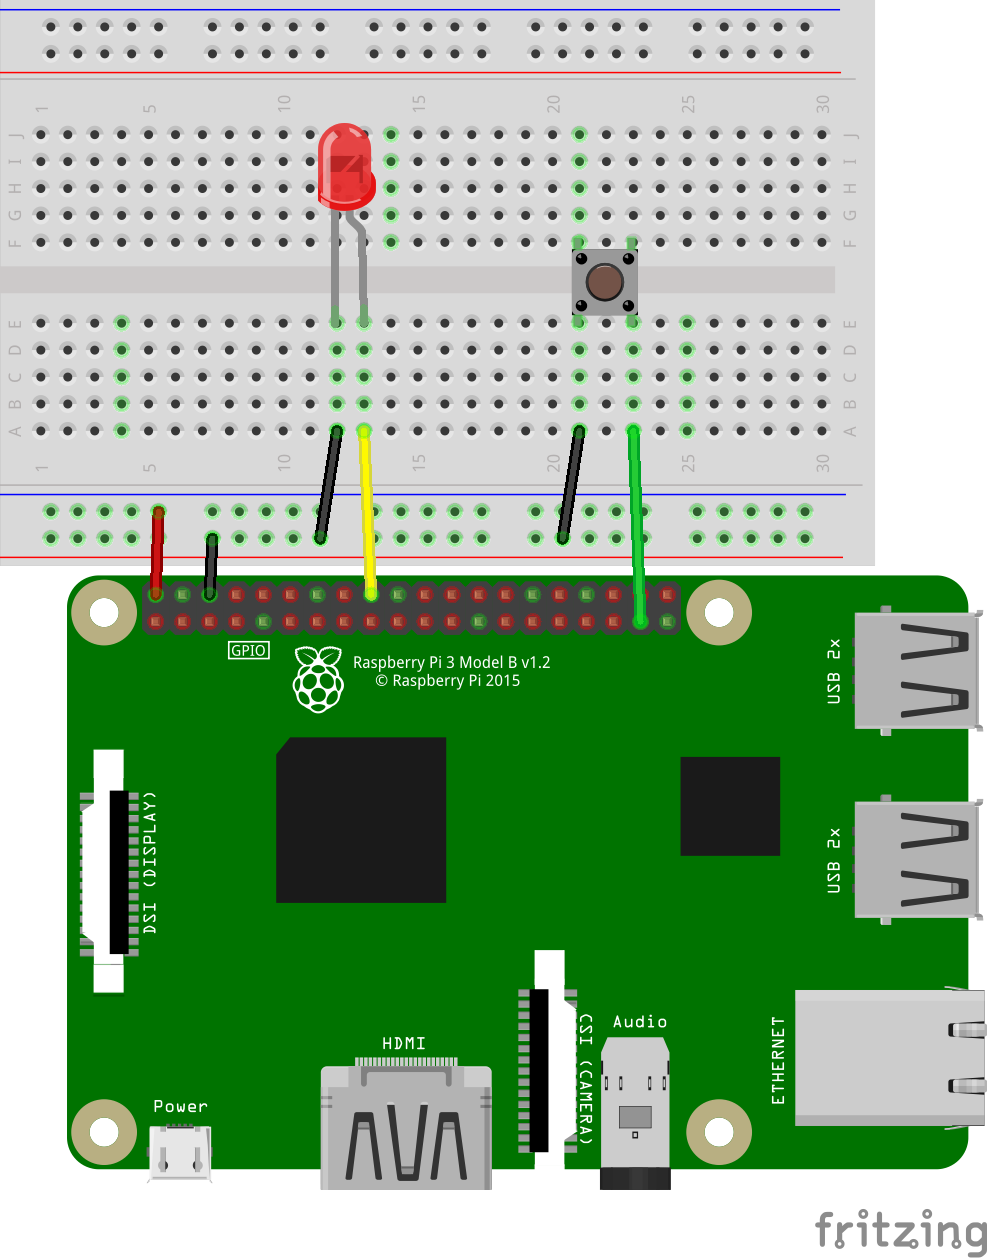 1 5 10 15 20 25 30
J J
I I
H H
G G
F F
E E
D D
C C
B B
A A
1 5 10 15 20 25 30
GPIO
Raspberry Pi 3 Model B v1.2
© Raspberry Pi 2015
USB 2x
DSI (DISPLAY)
USB 2x
CSI (CAMERA)
Audio
ETHERNET
HDMI
Power
fritzing